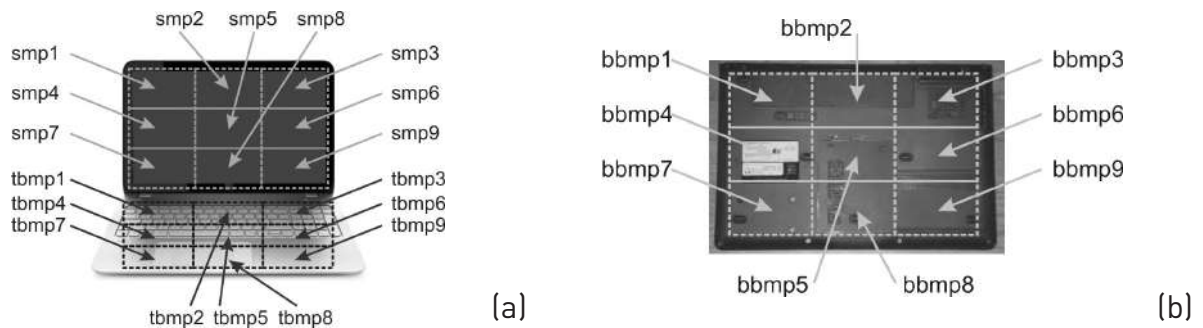 smp2 smp5 smp8
smp1 smp3
smp4 smp6
smp7 smp9
tbmp1 tbmp3
tbmp4 tbmp6
tbmp7 tbmp9
tbmp2 tbmp5 tbmp8
(a)
bbmp2
bbmp1 bbmp3
bbmp4 bbmp6
bbmp7 bbmp9
bbmp5 bbmp8
(b)